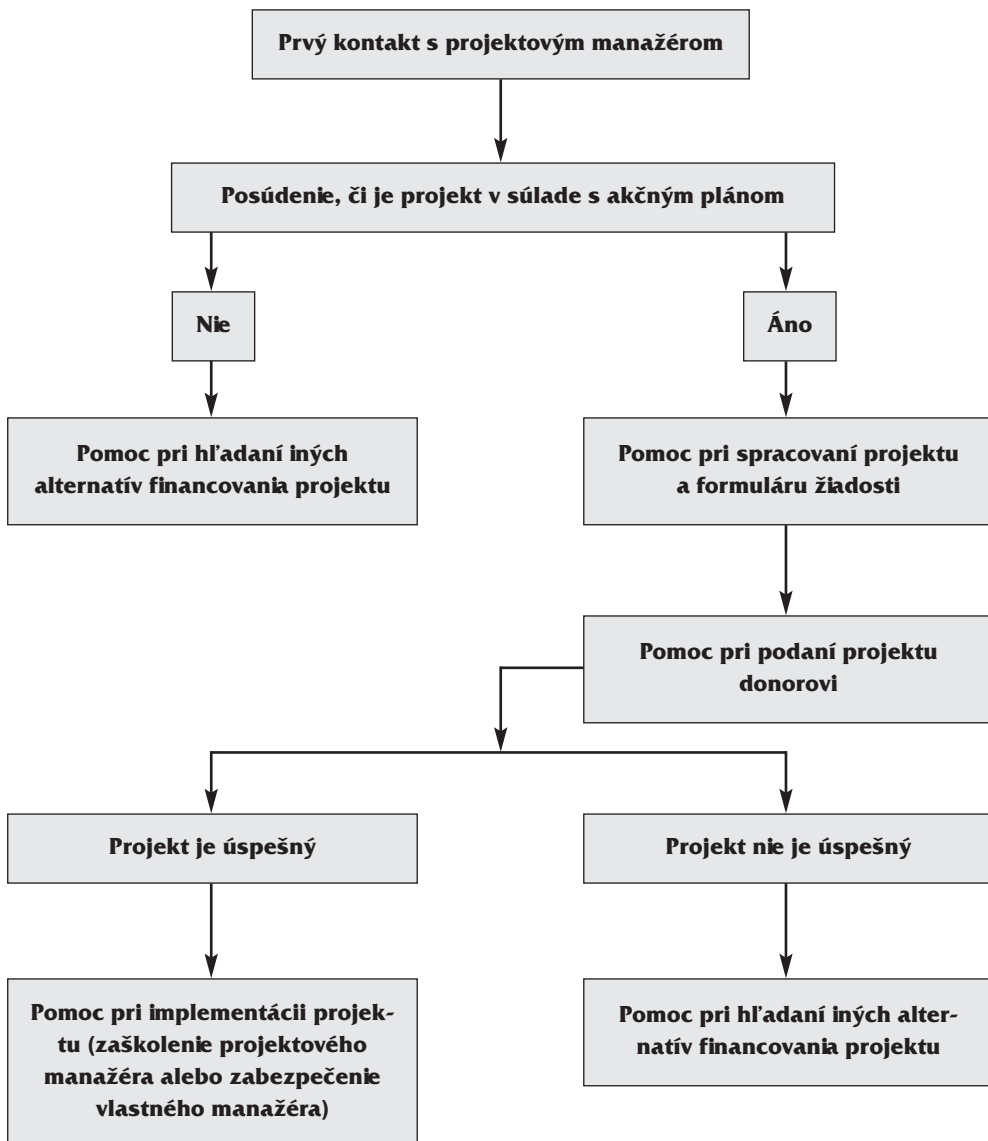 Prvý kontakt s projektovým manažérom
Posúdenie, či je projekt v súlade s akčným plánom
Nie
Áno
Pomoc pri hľadaní iných
alternatív financovania projektu
Pomoc pri spracovaní projektu
a formuláru žiadosti
Pomoc pri podaní projektu
donorovi
Projekt je úspešný
Projekt nie je úspešný
Pomoc pri implementácii projek-
tu (zaškolenie projektového
manažéra alebo zabezpečenie
vlastného manažéra)
Pomoc pri hľadaní iných alter-
natív financovania projektu